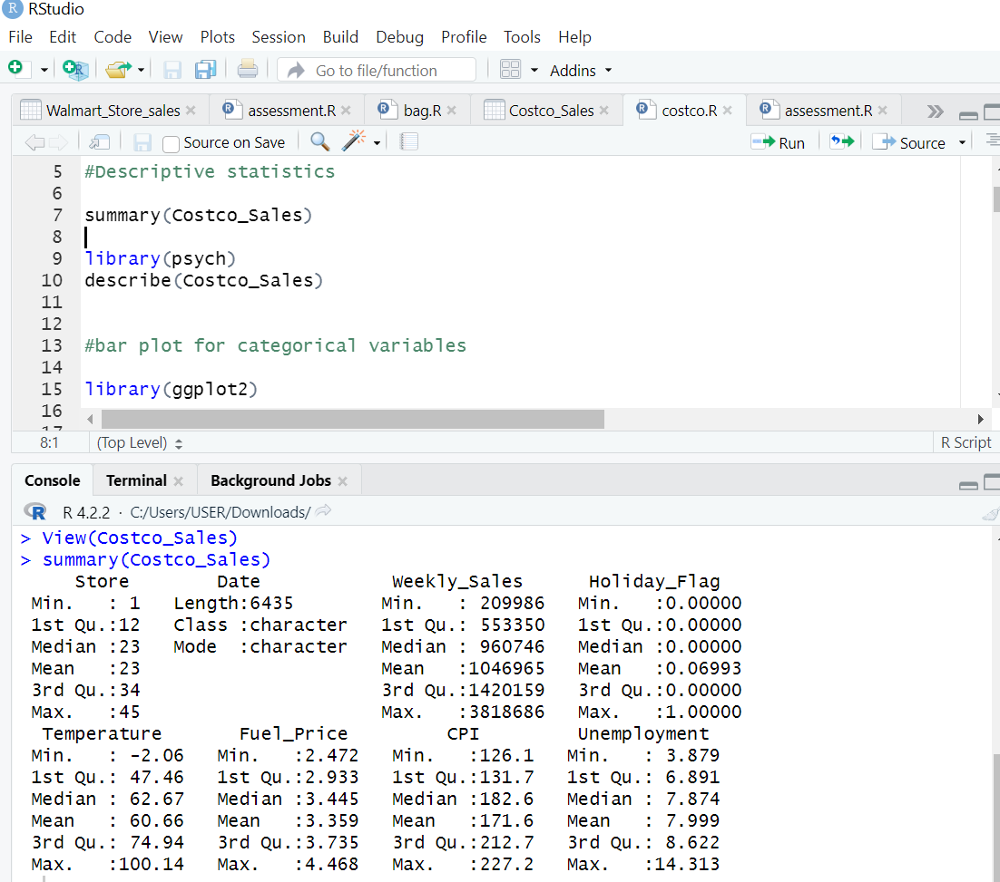 R RStudio
File Edit Code View Plots Session Build Debug Profile Tools Help
Go to file/function Addins
Walmart_Store_sales assessment.R bag.R Costco_Sales costco.R assessment.R
Source on Save Run Source
5 #Descriptive statistics
6
7 summary(Costco_Sales)
8
9 library(psych)
10 describe(Costco_Sales)
11
12
13 #bar plot for categorical variables
14
15 library(ggplot2)
16
17
8:1 (Top Level) R Script
Console Terminal Background Jobs
R R 4.2.2 · C:/Users/USER/Downloads/
> View(Costco_Sales)
> summary(Costco_Sales)
Store Date Weekly_Sales Holiday_Flag
Min. : 1 Length:6435 Min. : 209986 Min. :0.00000
1st Qu.:12 Class :character 1st Qu.: 553350 1st Qu.:0.00000
Median :23 Mode :character Median : 960746 Median :0.00000
Mean :23 Mean :1046965 Mean :0.06993
3rd Qu.:34 3rd Qu.:1420159 3rd Qu.:0.00000
Max. :45 Max. :3818686 Max. :1.00000
Temperature Fuel_Price CPI Unemployment
Min. : -2.06 Min. :2.472 Min. :126.1 Min. : 3.879
1st Qu.: 47.46 1st Qu.:2.933 1st Qu.:131.7 1st Qu.: 6.891
Median : 62.67 Median :3.445 Median :182.6 Median : 7.874
Mean : 60.66 Mean :3.359 Mean :171.6 Mean : 7.999
3rd Qu.: 74.94 3rd Qu.:3.735 3rd Qu.:212.7 3rd Qu.: 8.622
Max. :100.14 Max. :4.468 Max. :227.2 Max. :14.313